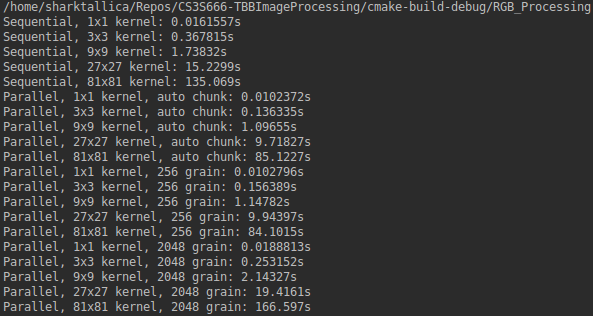 /home/sharktallica/Repos/CS3S666-TBBImageProcessing/cmake-build-debug/RGB_Processing
Sequential, 1x1 kernel: 0.0161557s
Sequential, 3x3 kernel: 0.367815s
Sequential, 9x9 kernel: 1.73832s
Sequential, 27x27 kernel: 15.2299s
Sequential, 81x81 kernel: 135.069s
Parallel, 1x1 kernel, auto chunk: 0.0102372s
Parallel, 3x3 kernel, auto chunk: 0.136335s
Parallel, 9x9 kernel, auto chunk: 1.09655s
Parallel, 27x27 kernel, auto chunk: 9.71827s
Parallel, 81x81 kernel, auto chunk: 85.1227s
Parallel, 1x1 kernel, 256 grain: 0.0102796s
Parallel, 3x3 kernel, 256 grain: 0.156389s
Parallel, 9x9 kernel, 256 grain: 1.14782s
Parallel, 27x27 kernel, 256 grain: 9.94397s
Parallel, 81x81 kernel, 256 grain: 84.1015s
Parallel, 1x1 kernel, 2048 grain: 0.0188813s
Parallel, 3x3 kernel, 2048 grain: 0.253152s
Parallel, 9x9 kernel, 2048 grain: 2.14327s
Parallel, 27x27 kernel, 2048 grain: 19.4161s
Parallel, 81x81 kernel, 2048 grain: 166.597s